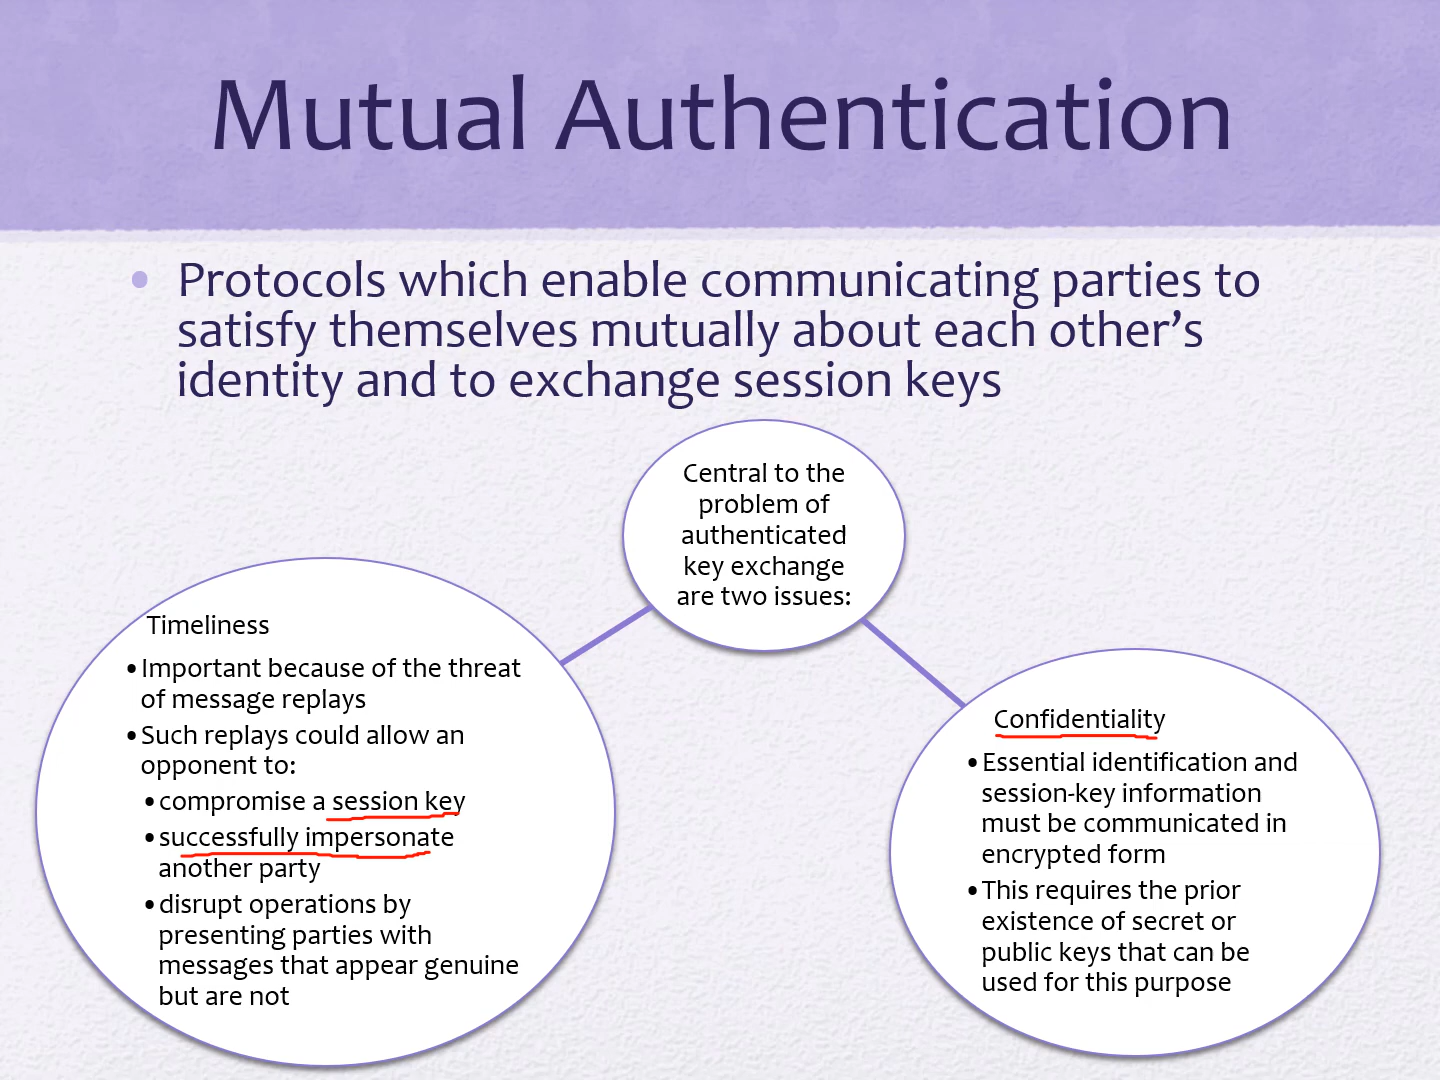 Mutual Authentication
• Protocols which enable communicating parties to
satisfy themselves mutually about each other’s
identity and to exchange session keys
Central to the
problem of
authenticated
key exchange
are two issues:
Timeliness
•Important because of the threat
of message replays
•Such replays could allow an
opponent to:
•compromise a session key
•successfully impersonate
another party
•disrupt operations by
presenting parties with
messages that appear genuine
but are not
Confidentiality
•Essential identification and
session-key information
must be communicated in
encrypted form
•This requires the prior
existence of secret or
public keys that can be
used for this purpose